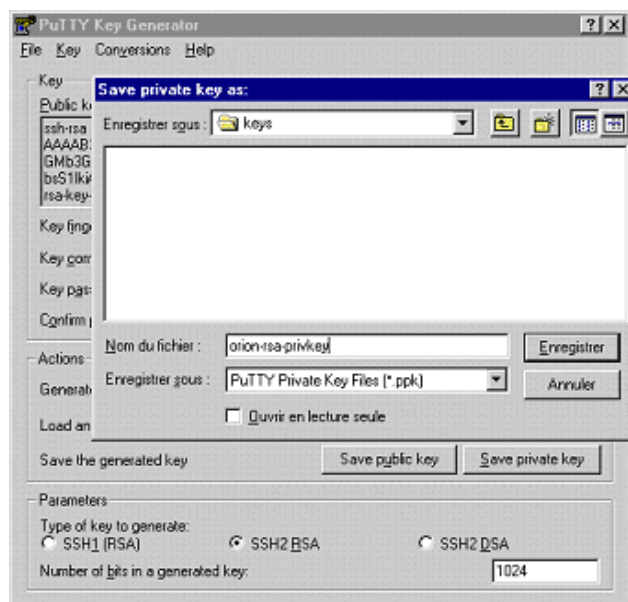 PuTTY Key Generator
File Key Conversions Help
Key
Save private key as:
Public k
Enregistrer sous : keys
ssh-rsa
GMb3G
rsa-key-
Key finge
Key com
Key pas
Confirm p
Nom du fichier : orion-rsa-privkey Enregistrer
Actions
Enregistrer sous : PuTTY Private Key Files (*.ppk) Annuler
Generate
Ouvrir en lecture seule
Load an
Save the generated key Save public key Save private key
Parameters
Type of key to generate:
SSH1 (RSA) SSH2 RSA SSH2 DSA
Number of bits in a generated key: 1024